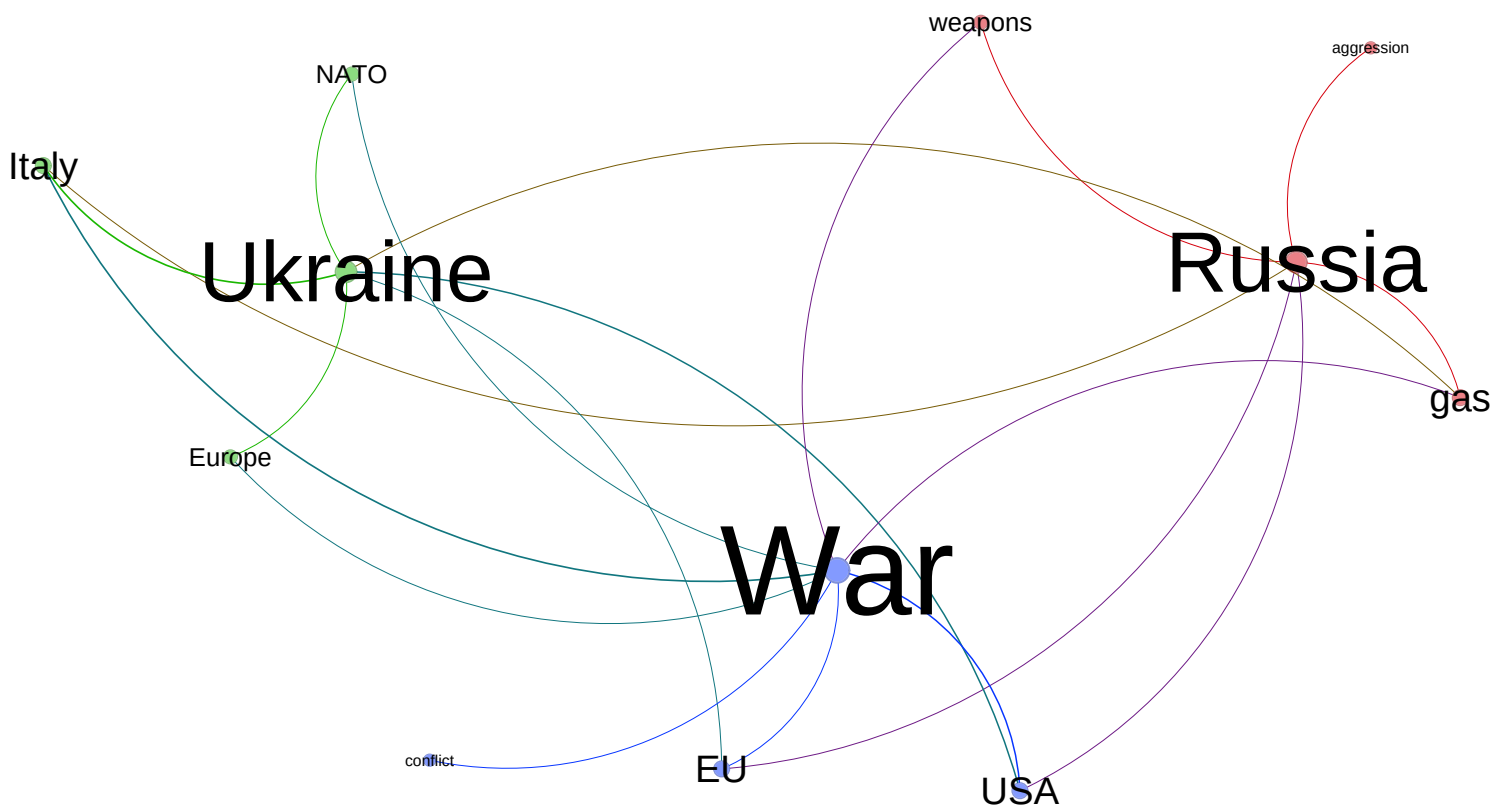 weapons
aggression
NATO
Italy
Ukraine
Russia
gas
Europe
War
conflict
EU
USA